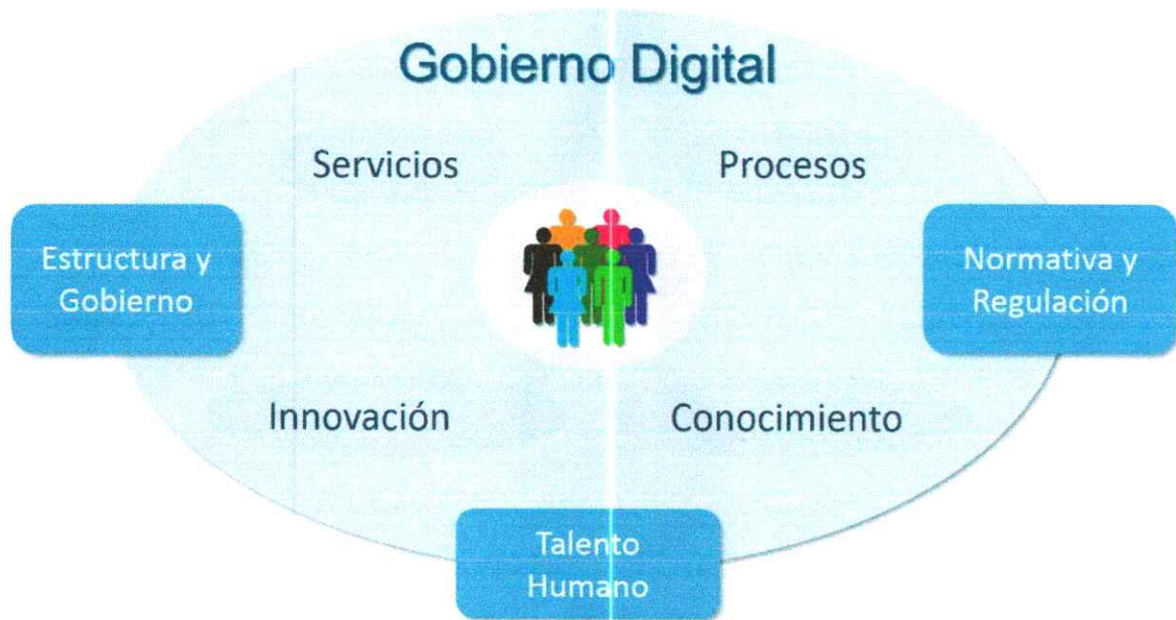 Gobierno Digital
Servicios
Procesos
Estructura y
Gobierno
Normativa y
Regulación
Innovación
Conocimiento
Talento
Humano